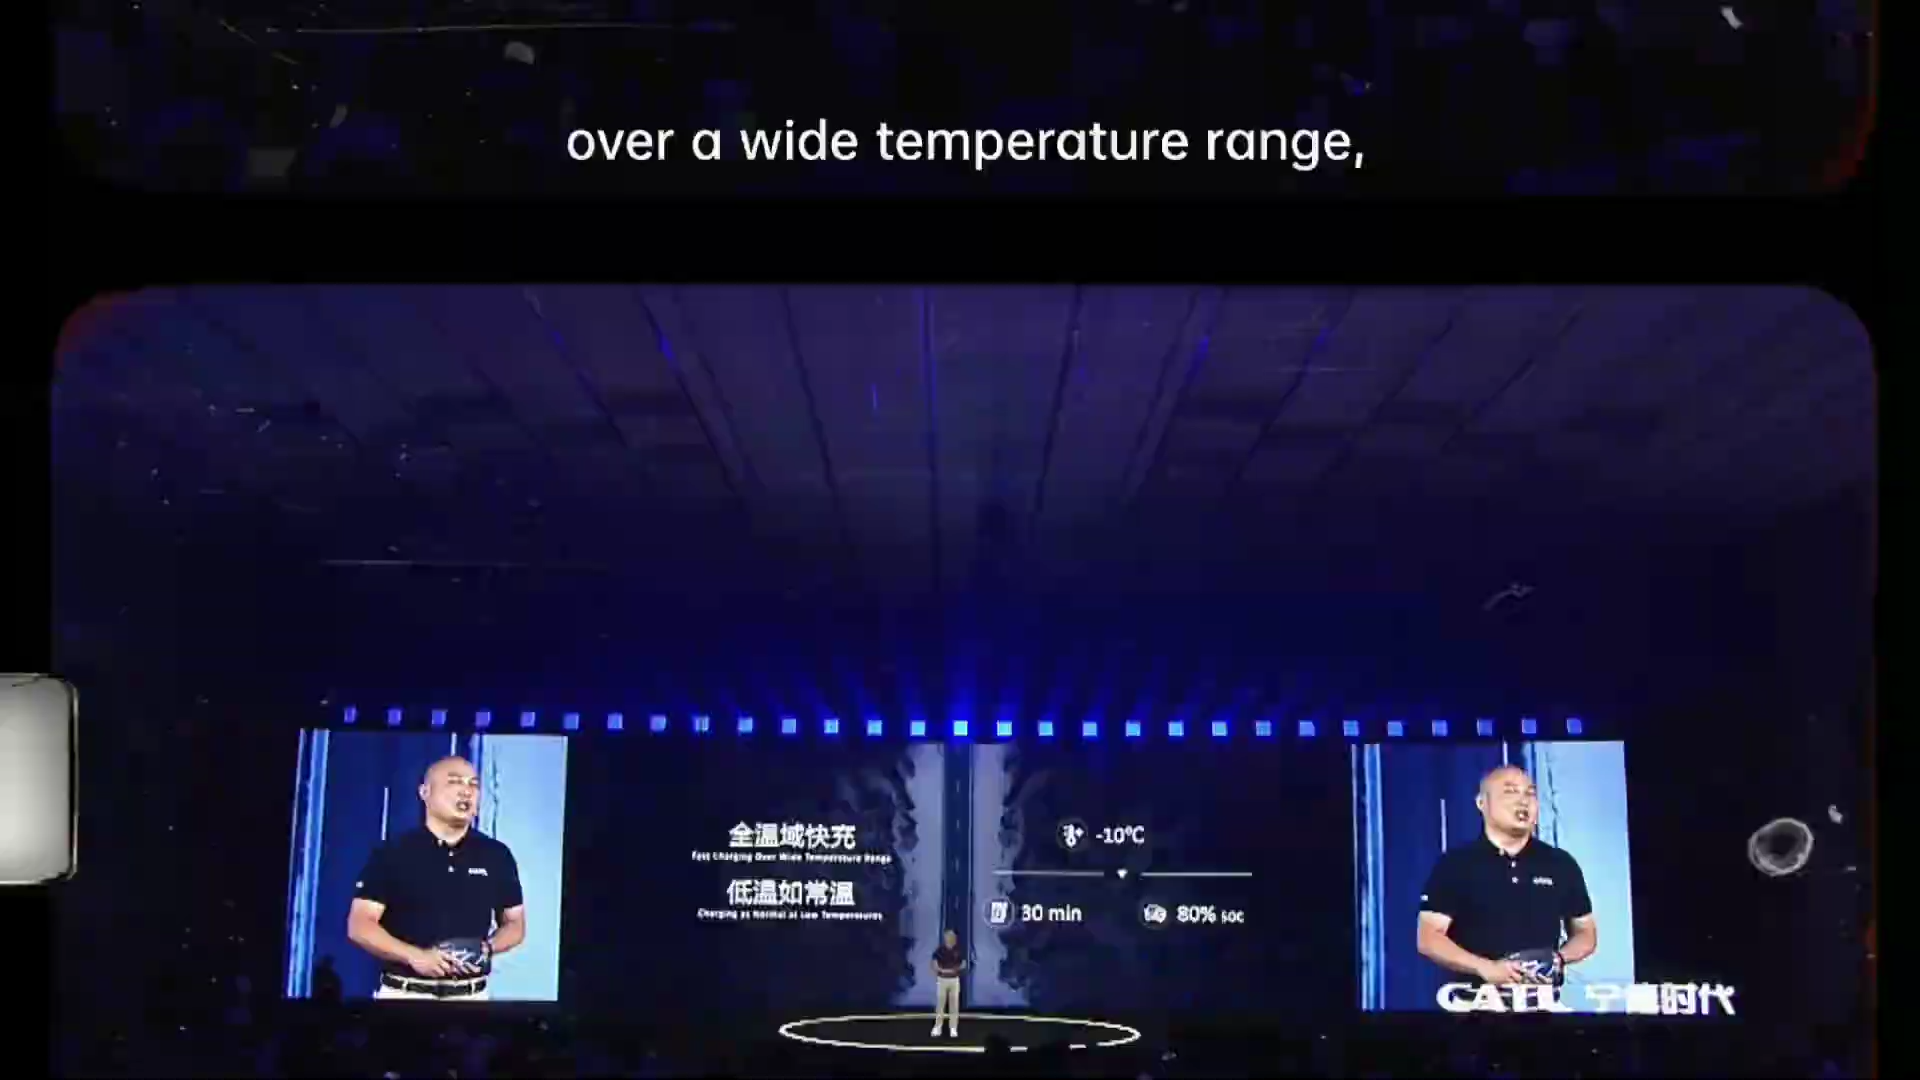 over a wide temperature range,
全温域快充
Fast Charging Over Wide Temperature Range
低温如常温
Charging as Normal at Low Temperatures
-10°C
30 min
80% SOC
CATL 宁德时代